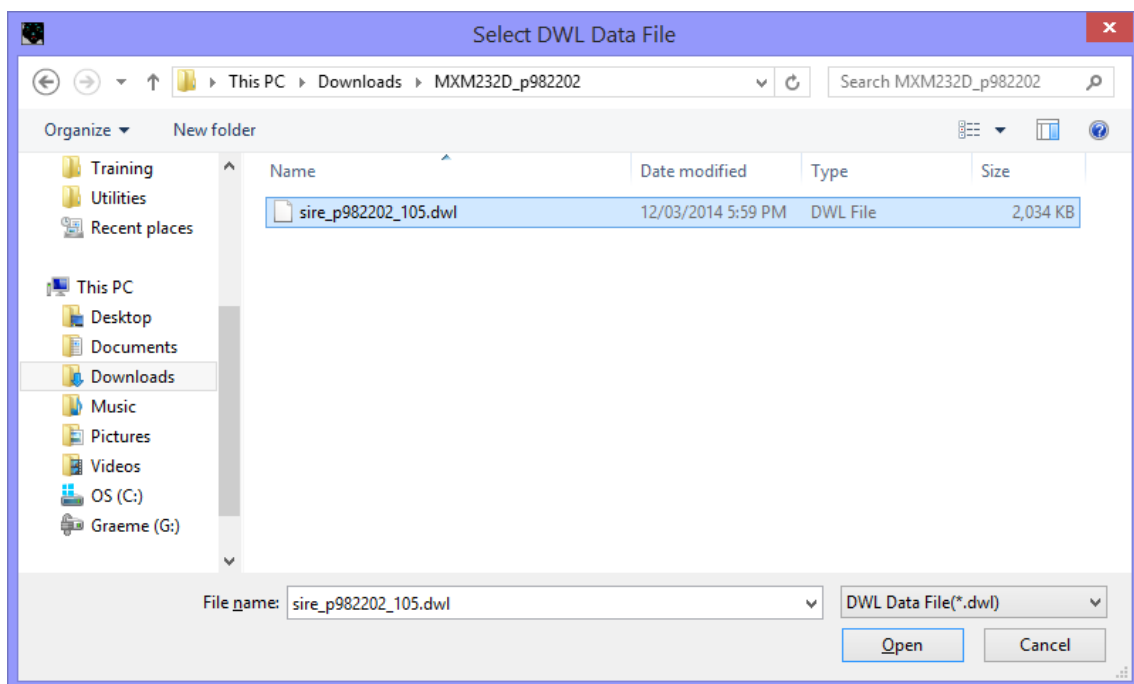 Select DWL Data File
This PC Downloads MXM232D_p982202
Search MXM232D_p982202
Organize New folder
Training
Utilities
Recent places
This PC
Desktop
Documents
Downloads
Music
Pictures
Videos
OS (C:)
Graeme (G:)
Name Date modified Type Size
sire_p982202_105.dwl 12/03/2014 5:59 PM DWL File 2,034 KB
File name: sire_p982202_105.dwl DWL Data File(*.dwl)
Open Cancel